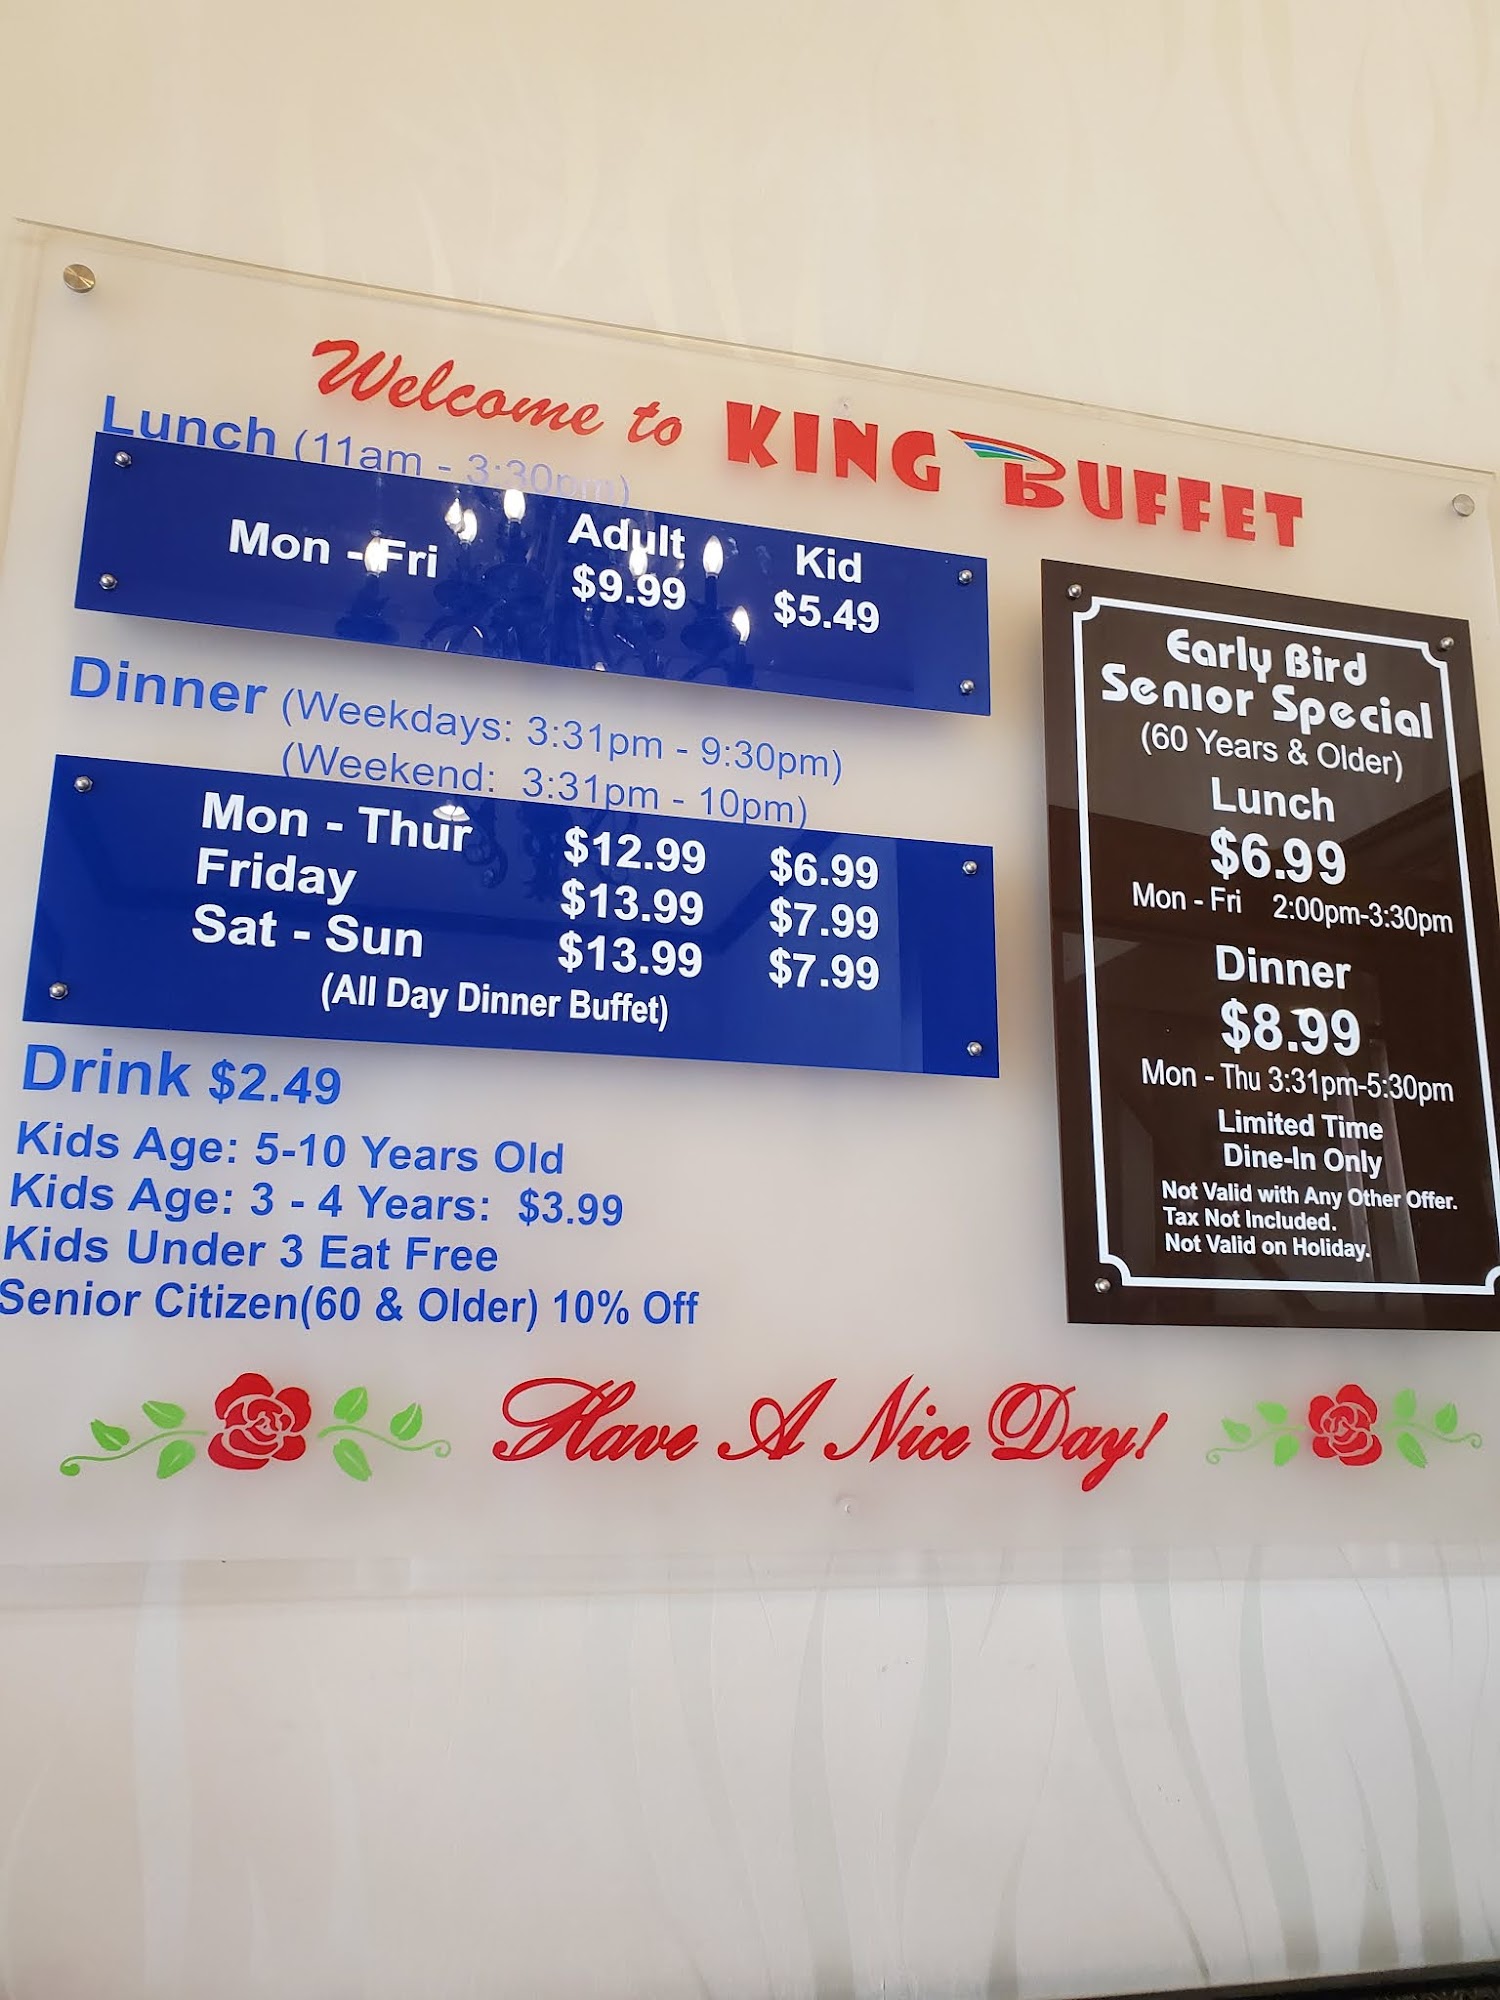 Welcome to KING BUFFET
Lunch (11am - 3:30pm)
Adult Kid
Mon - Fri $9.99 $5.49
Dinner (Weekdays: 3:31pm - 9:30pm)
(Weekend: 3:31pm - 10pm)
Mon - Thur $12.99 $6.99
Friday $13.99 $7.99
Sat - Sun $13.99 $7.99
(All Day Dinner Buffet)
Drink $2.49
Kids Age: 5-10 Years Old
Kids Age: 3 - 4 Years: $3.99
Kids Under 3 Eat Free
Senior Citizen(60 & Older) 10% Off
Early Bird
Senior Special
(60 Years & Older)
Lunch
$6.99
Mon - Fri 2:00pm-3:30pm
Dinner
$8.99
Mon - Thu 3:31pm-5:30pm
Limited Time
Dine-In Only
Not Valid with Any Other Offer.
Tax Not Included.
Not Valid on Holiday.
Have A Nice Day!